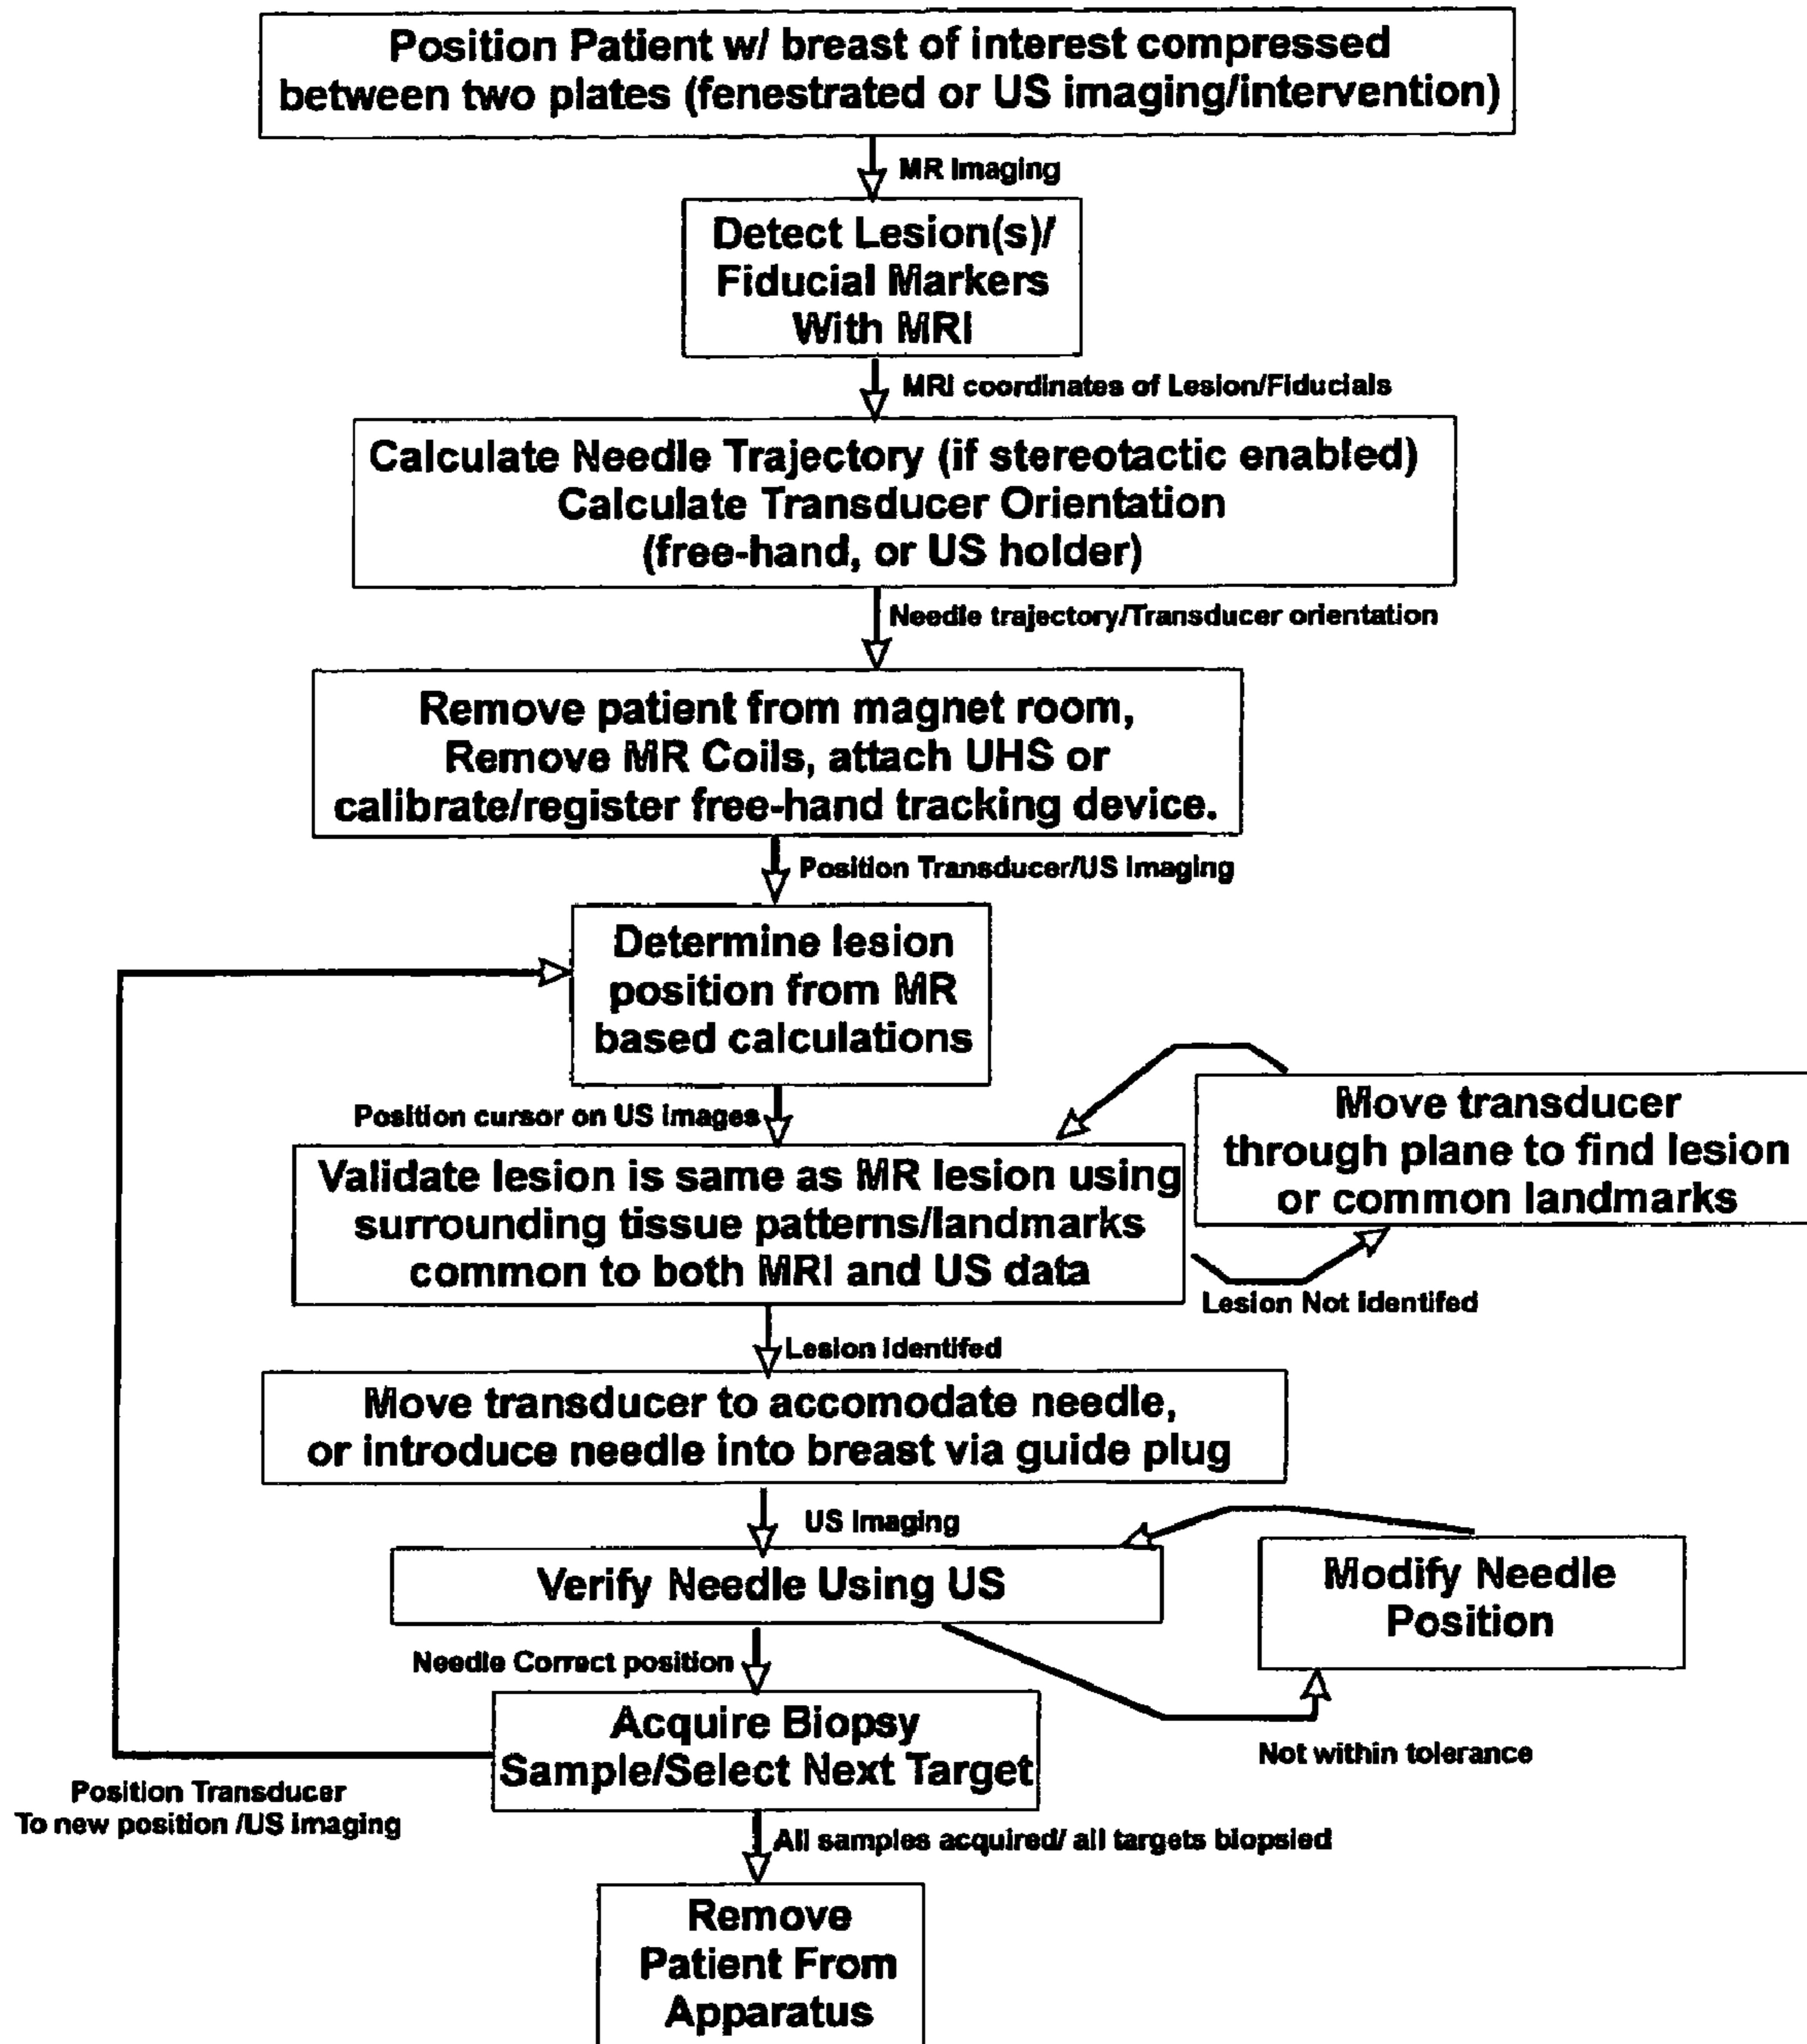 Position Patient w/ breast of interest compressed
between two plates (fenestrated or US imaging/intervention)
MR Imaging
Detect Lesion(s)/
Fiducial Markers
With MRI
MRI coordinates of Lesion/Fiducials
Calculate Needle Trajectory (if stereotactic enabled)
Calculate Transducer Orientation
(free-hand, or US holder)
Needle trajectory/Transducer orientation
Remove patient from magnet room,
Remove MR Coils, attach UHS or
calibrate/register free-hand tracking device.
Position Transducer/US imaging
Determine lesion
position from MR
based calculations
Position cursor on US images
Move transducer
through plane to find lesion
or common landmarks
Validate lesion is same as MR lesion using
surrounding tissue patterns/landmarks
common to both MRI and US data
Lesion Not Identifed
Lesion Identifed
Move transducer to accomodate needle,
or introduce needle into breast via guide plug
US Imaging
Verify Needle Using US
Modify Needle
Position
Needle Correct position
Not within tolerance
Acquire Biopsy
Sample/Select Next Target
Position Transducer
To new position /US imaging
All samples acquired/ all targets biopsied
Remove
Patient From
Apparatus